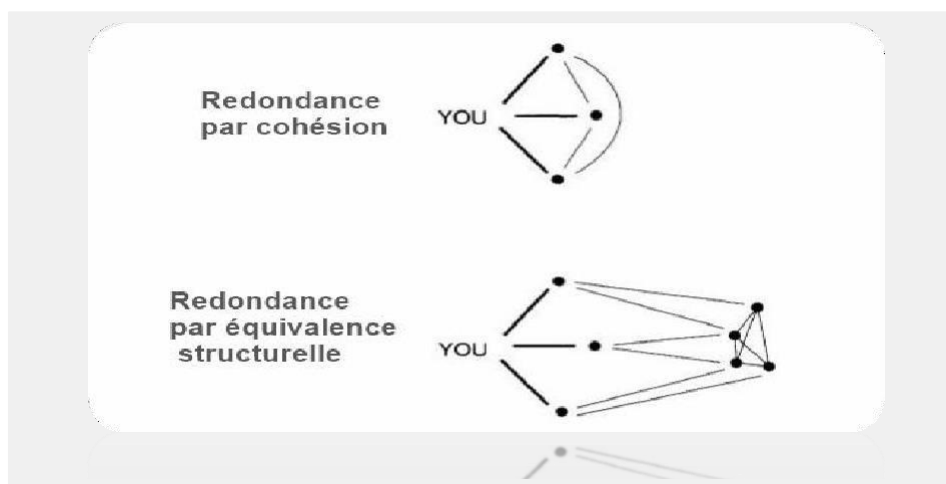 Redondance
par cohésion
YOU
Redondance
par équivalence
structurelle
YOU